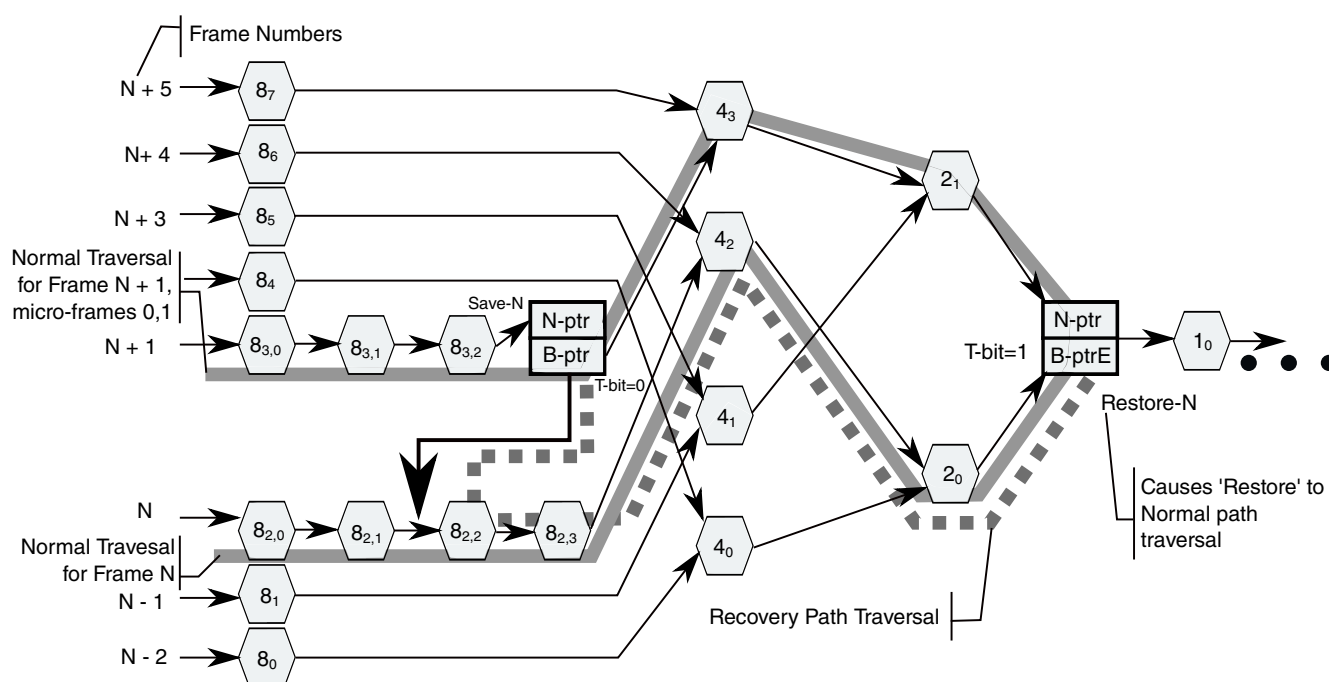 Frame Numbers
N + 5
8₇
4₃
N+ 4
8₆
2₁
N + 3
8₅
4₂
Normal Traversal
for Frame N + 1,
micro-frames 0,1
8₄
Save-N
N-ptr
B-ptr
T-bit=0
N + 1
8₃,₀
8₃,₁
8₃,₂
N-ptr
B-ptrE
T-bit=1
1₀
Restore-N
4₁
2₀
Causes 'Restore' to
Normal path
traversal
N
8₂,₀
8₂,₁
8₂,₂
8₂,₃
4₀
Normal Travesal
for Frame N
N - 1
8₁
Recovery Path Traversal
N - 2
8₀